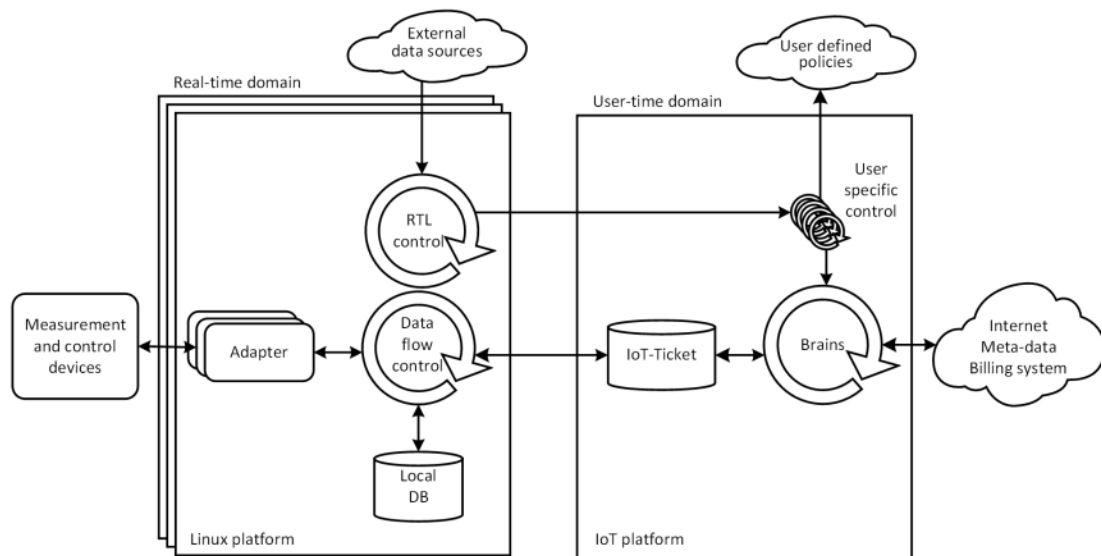 External
data sources
User defined
policies
Real-time domain
User-time domain
RTL
control
User
specific
control
Measurement
and control
devices
Adapter
Data
flow
control
IoT-Ticket
Brains
Internet
Meta-data
Billing system
Local
DB
Linux platform
IoT platform